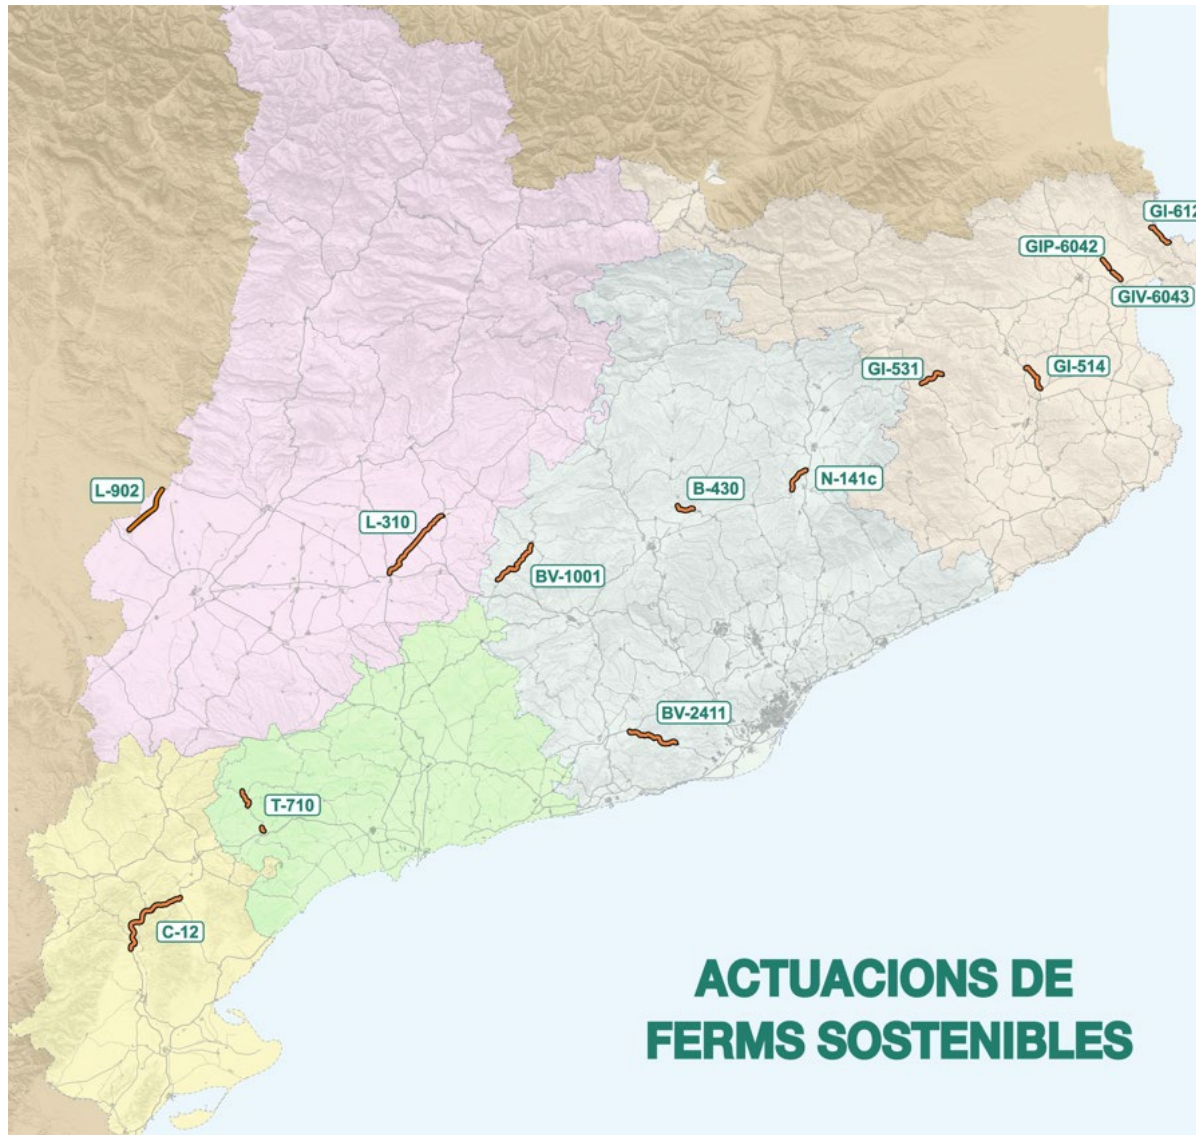 GI-612
GIP-6042
GIV-6043
GI-531
GI-514
L-902
B-430
N-141c
L-310
BV-1001
BV-2411
T-710
C-12
ACTUACIONS DE
FERMS SOSTENIBLES